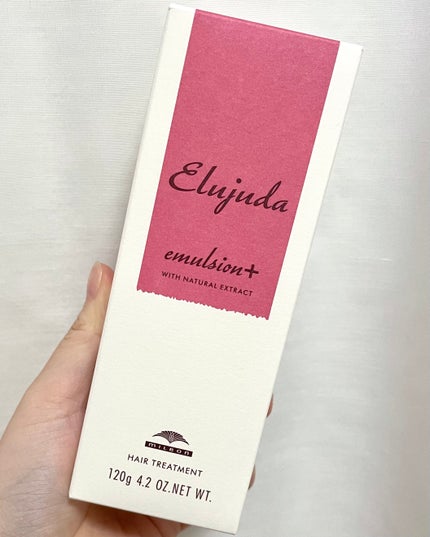 Elujuda
emulsion+
WITH NATURAL EXTRACT
MILBON
HAIR TREATMENT
120g 4.2 OZ.NET WT.